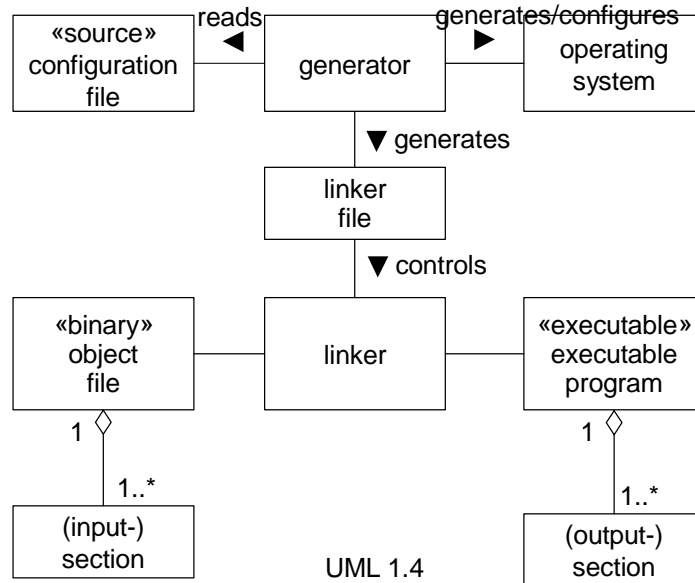 reads
generates/configures
«source»
configuration
file
generator
operating
system
generates
linker
file
controls
«binary»
object
file
linker
«executable»
executable
program
1
1..*
1
1..*
(input-)
section
(output-)
section
UML 1.4